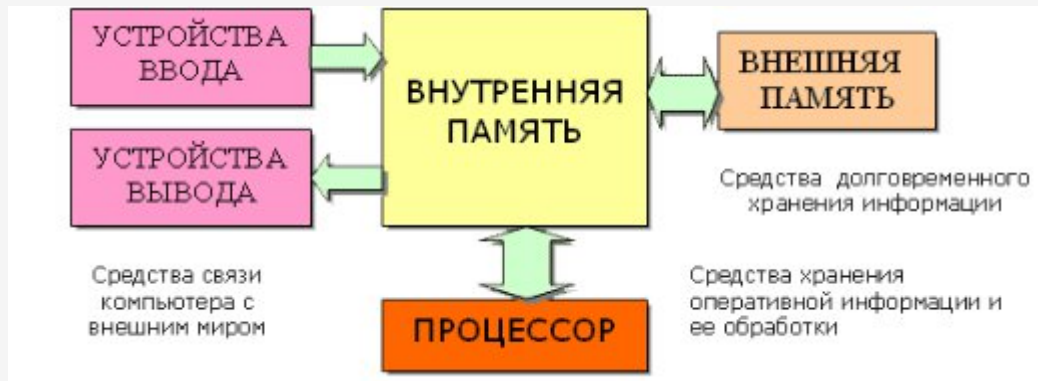 УСТРОЙСТВА
ВВОДА
УСТРОЙСТВА
ВЫВОДА
ВНУТРЕННЯЯ
ПАМЯТЬ
ВНЕШНЯЯ
ПАМЯТЬ
Средства долговременного
хранения информации
Средства связи
компьютера с
внешним миром
ПРОЦЕССОР
Средства хранения
оперативной информации и
ее обработки